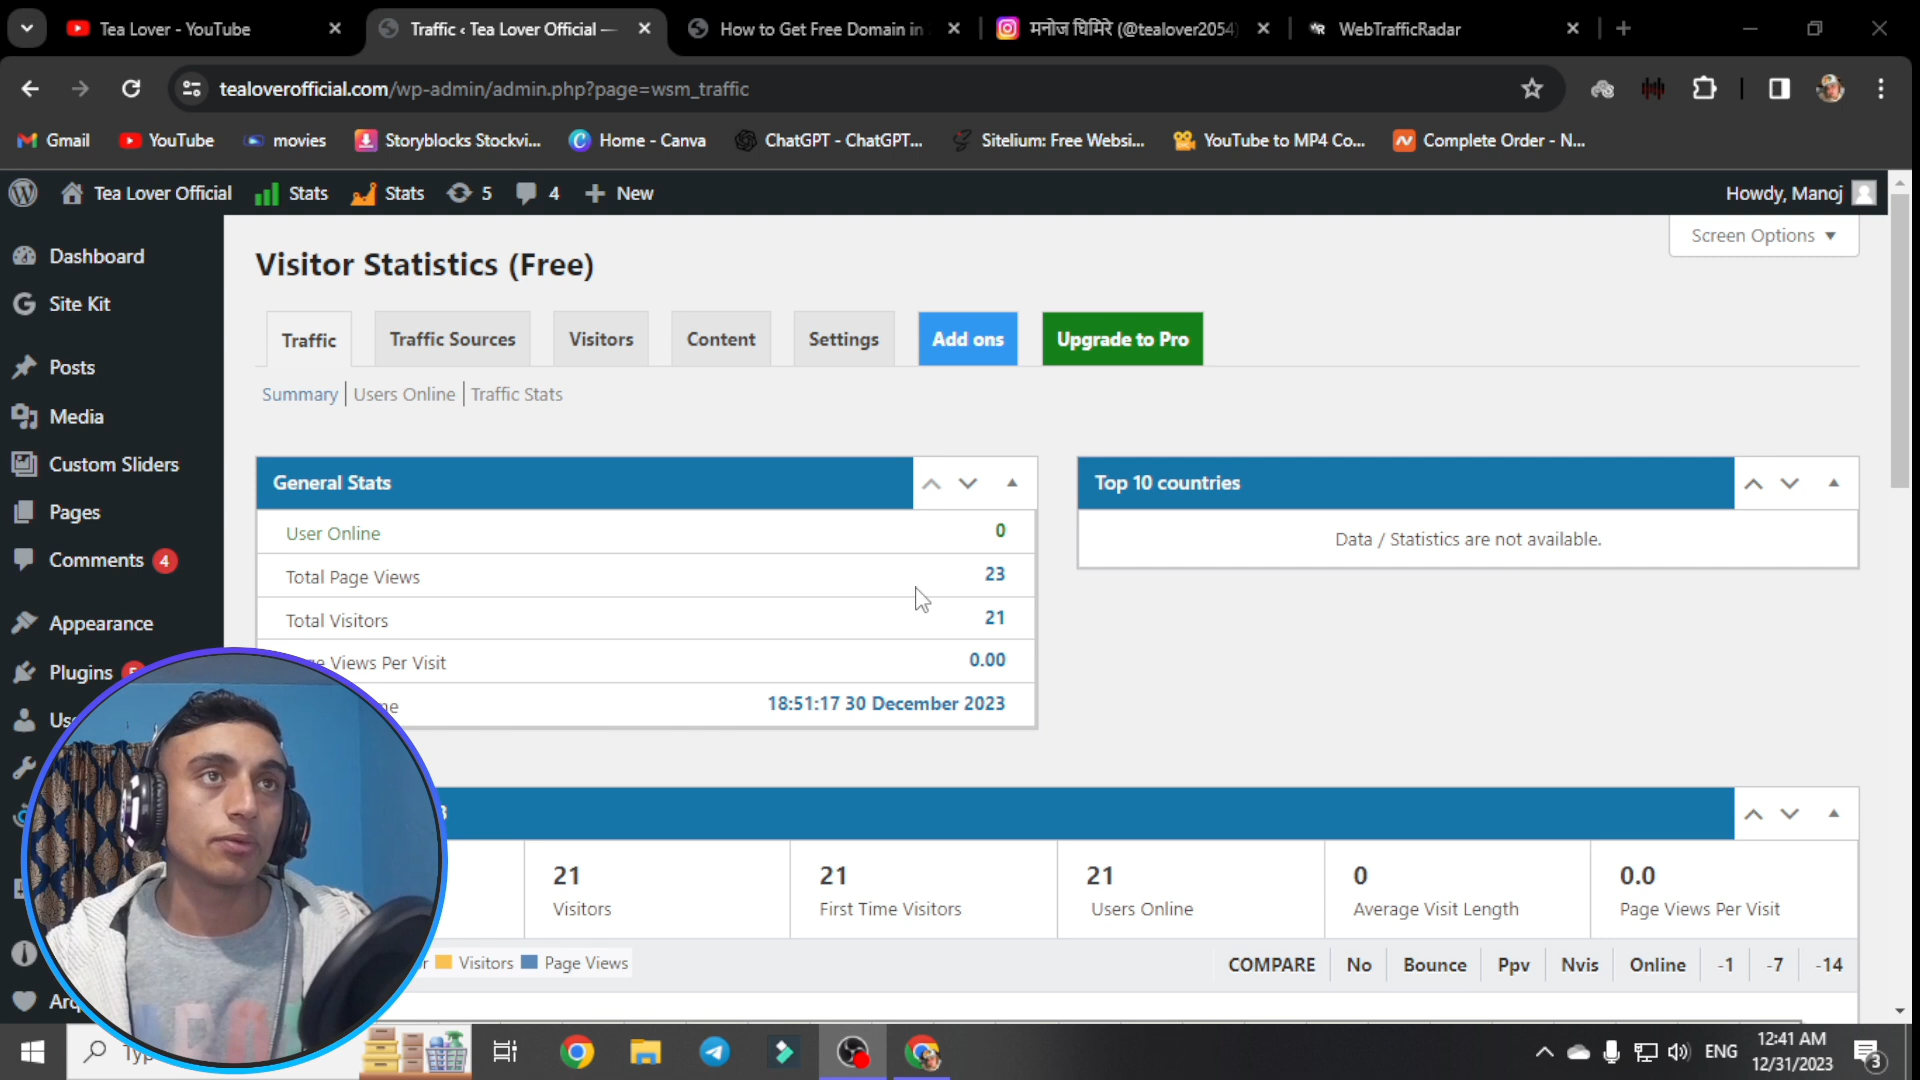 Tea Lover - YouTube
Traffic ‹ Tea Lover Official —
How to Get Free Domain in
मनोज घिमिरे (@tealover2054)
WebTrafficRadar
tealoverofficial.com/wp-admin/admin.php?page=wsm_traffic
Gmail
YouTube
movies
Storyblocks Stockvi...
Home - Canva
ChatGPT - ChatGPT...
Sitelium: Free Websi...
YouTube to MP4 Co...
Complete Order - N...
Tea Lover Official
Stats
Stats
5
4
New
Howdy, Manoj
Screen Options
Dashboard
Site Kit
Posts
Media
Custom Sliders
Pages
Comments 4
Appearance
Plugins
Visitor Statistics (Free)
Traffic
Traffic Sources
Visitors
Content
Settings
Add ons
Upgrade to Pro
Summary | Users Online | Traffic Stats
General Stats
User Online 0
Total Page Views 23
Total Visitors 21
Views Per Visit 0.00
18:51:17 30 December 2023
Top 10 countries
Data / Statistics are not available.
21
Visitors
21
First Time Visitors
21
Users Online
0
Average Visit Length
0.0
Page Views Per Visit
Visitors
Page Views
COMPARE
No
Bounce
Ppv
Nvis
Online
-1
-7
-14
ENG
12:41 AM
12/31/2023
3